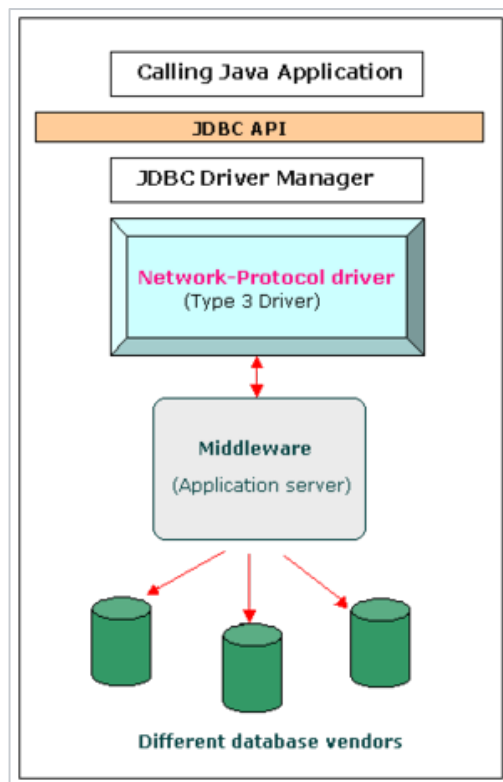 Calling Java Application
JDBC API
JDBC Driver Manager
Network-Protocol driver
(Type 3 Driver)
Middleware
(Application server)
Different database vendors